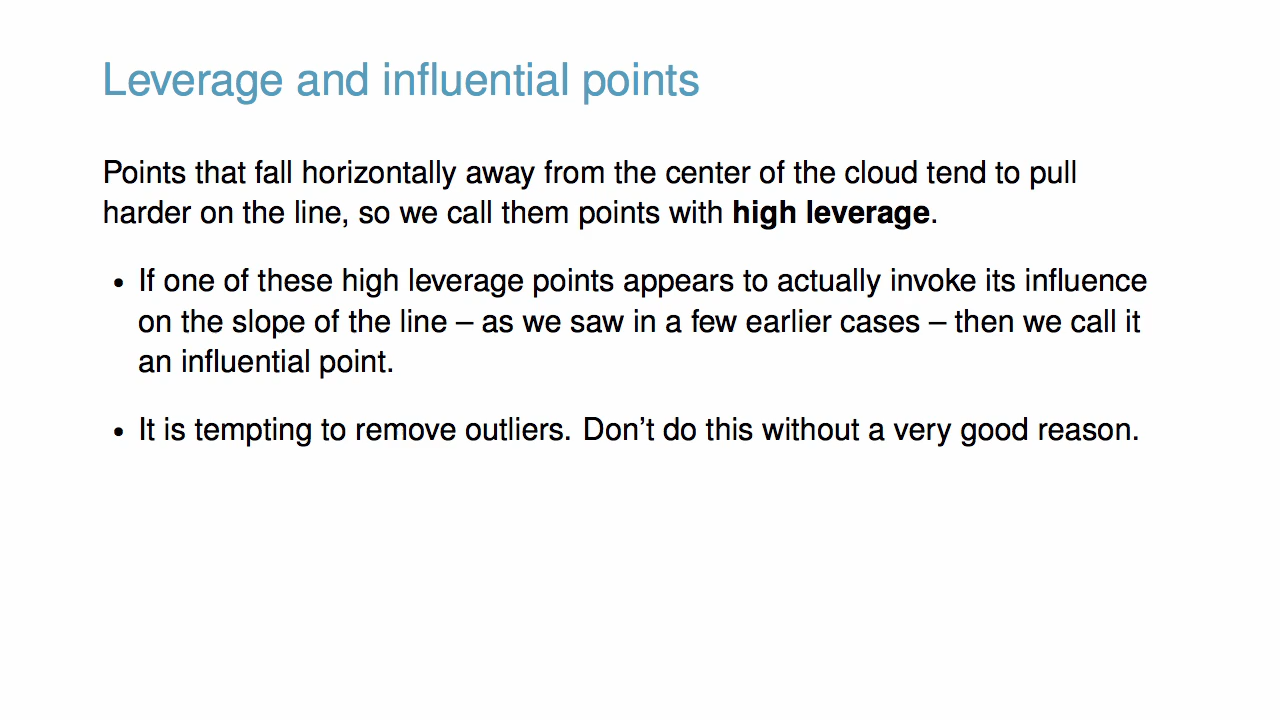 Leverage and influential points
Points that fall horizontally away from the center of the cloud tend to pull
harder on the line, so we call them points with high leverage.
• If one of these high leverage points appears to actually invoke its influence
on the slope of the line – as we saw in a few earlier cases – then we call it
an influential point.
• It is tempting to remove outliers. Don’t do this without a very good reason.